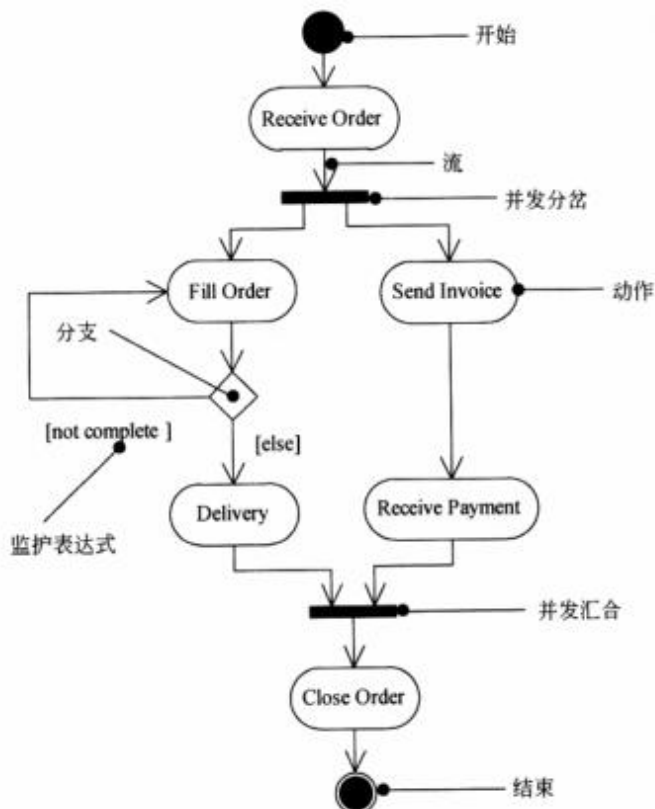 开始
Receive Order
流
并发分岔
Fill Order
Send Invoice
动作
分支
[not complete ]
[else]
Delivery
Receive Payment
监护表达式
并发汇合
Close Order
结束